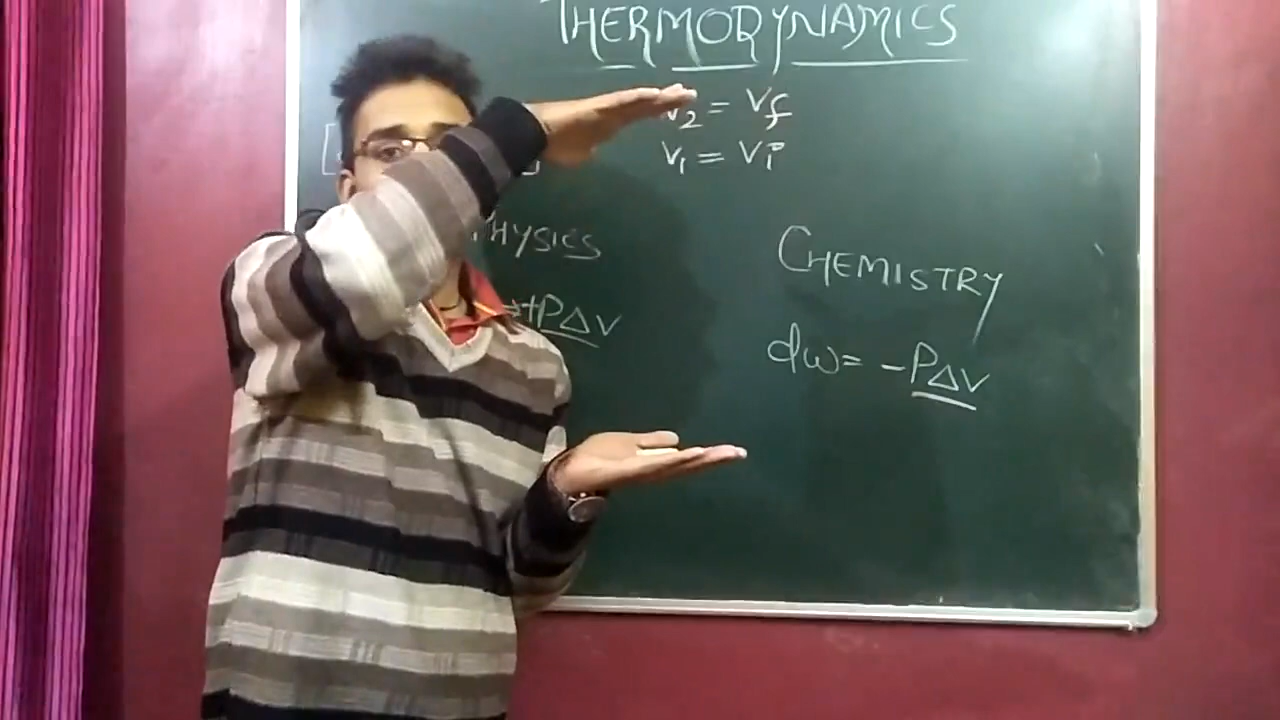 THERMODYNAMICS
V2 = Vf
V1 = Vi
PHYSICS
CHEMISTRY
+PΔV
dw = -PΔV